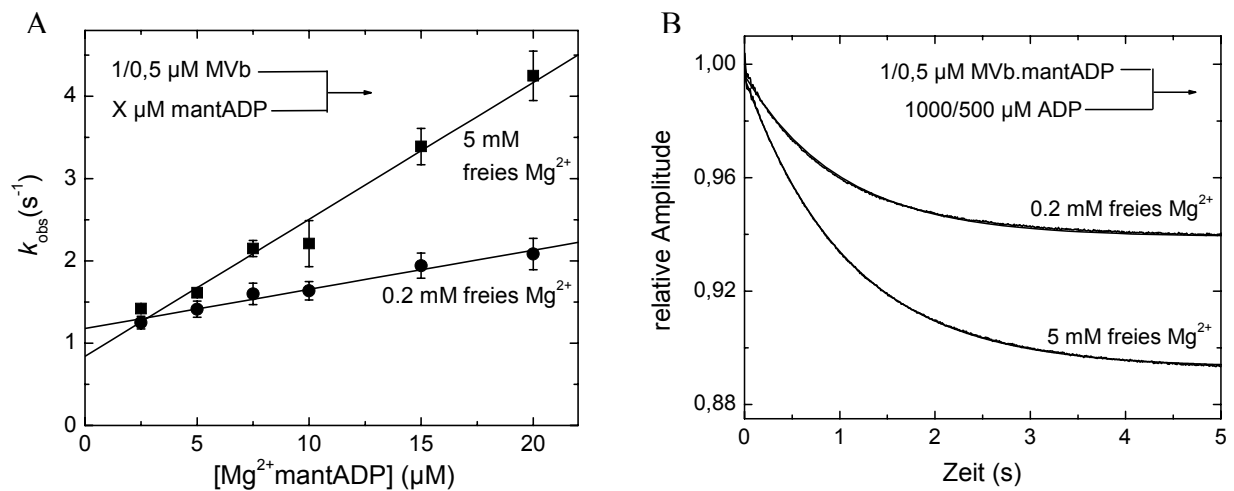 A
1/0,5 µM MVb
X µM mantADP
5 mM
freies Mg²⁺
0.2 mM freies Mg²⁺
k_obs(s⁻¹)
4
3
2
1
0
0
5
10
15
20
[Mg²⁺mantADP] (µM)
B
1/0,5 µM MVb.mantADP
1000/500 µM ADP
0.2 mM freies Mg²⁺
5 mM freies Mg²⁺
relative Amplitude
1,00
0,96
0,92
0,88
0
1
2
3
4
5
Zeit (s)